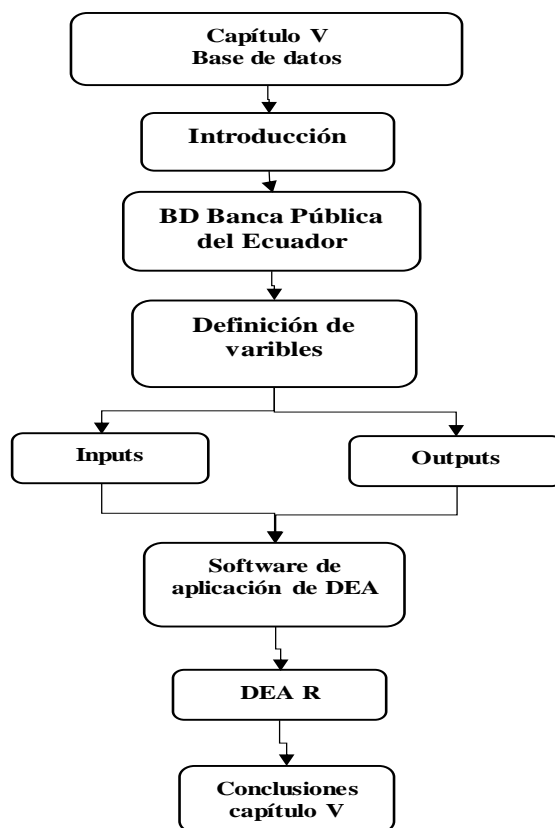 Capítulo V
Base de datos
Introducción
BD Banca Pública
del Ecuador
Definición de
varibles
Inputs
Outputs
Software de
aplicación de DEA
DEA R
Conclusiones
capítulo V